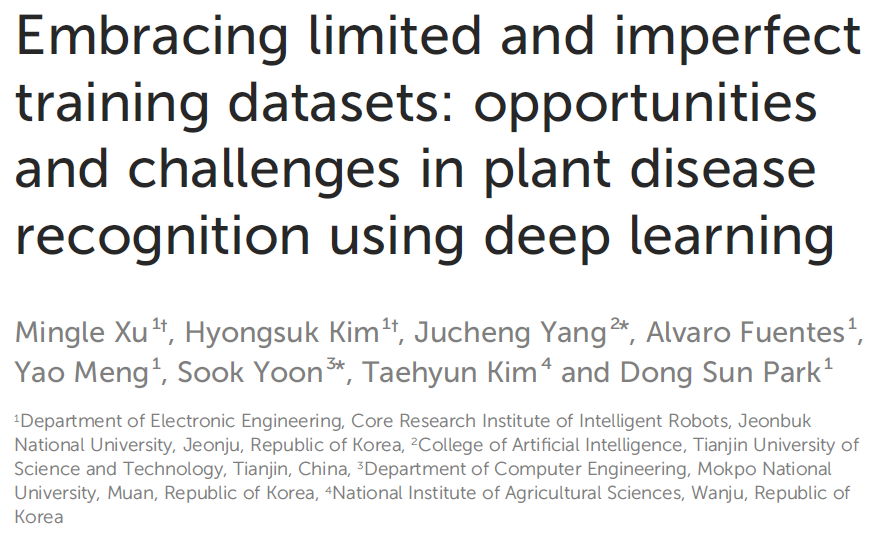 Embracing limited and imperfect
training datasets: opportunities
and challenges in plant disease
recognition using deep learning
Mingle Xu¹†, Hyongsuk Kim¹†, Jucheng Yang²*, Alvaro Fuentes¹,
Yao Meng¹, Sook Yoon³*, Taehyun Kim⁴ and Dong Sun Park¹
¹Department of Electronic Engineering, Core Research Institute of Intelligent Robots, Jeonbuk
National University, Jeonju, Republic of Korea, ²College of Artificial Intelligence, Tianjin University of
Science and Technology, Tianjin, China, ³Department of Computer Engineering, Mokpo National
University, Muan, Republic of Korea, ⁴National Institute of Agricultural Sciences, Wanju, Republic of
Korea